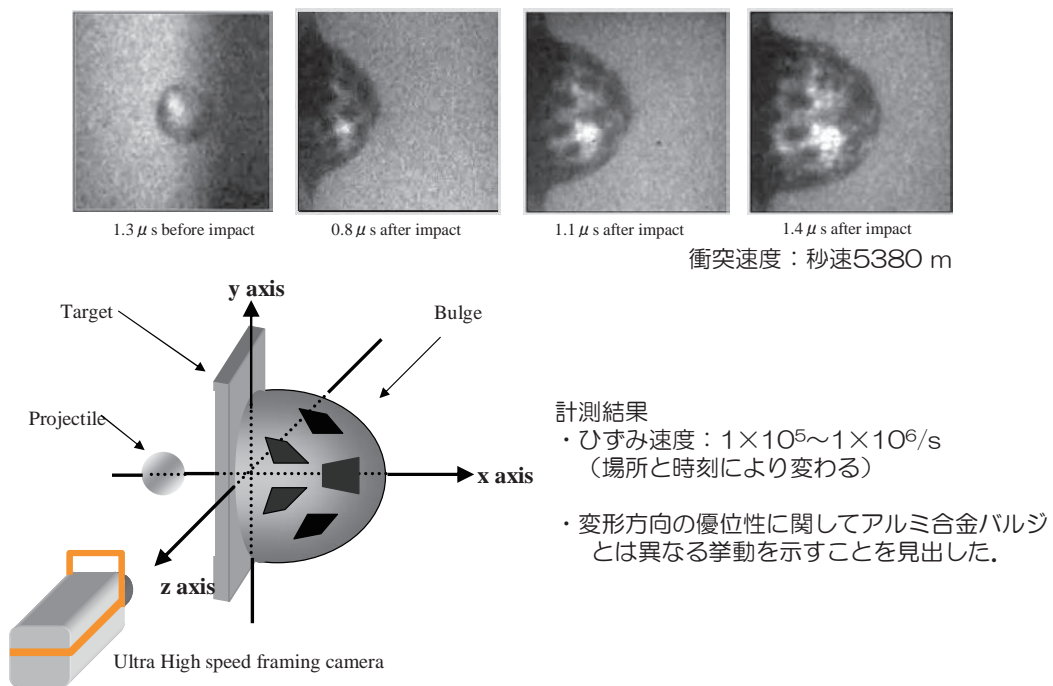 1.3 μ s before impact
0.8 μ s after impact
1.1 μ s after impact
1.4 μ s after impact
衝突速度：秒速5380 m
y axis
Target
Bulge
Projectile
x axis
z axis
Ultra High speed framing camera
計測結果
・ひずみ速度：1×10⁵～1×10⁶/s
（場所と時刻により変わる）
・変形方向の優位性に関してアルミ合金バルジ
とは異なる挙動を示すことを見出した．